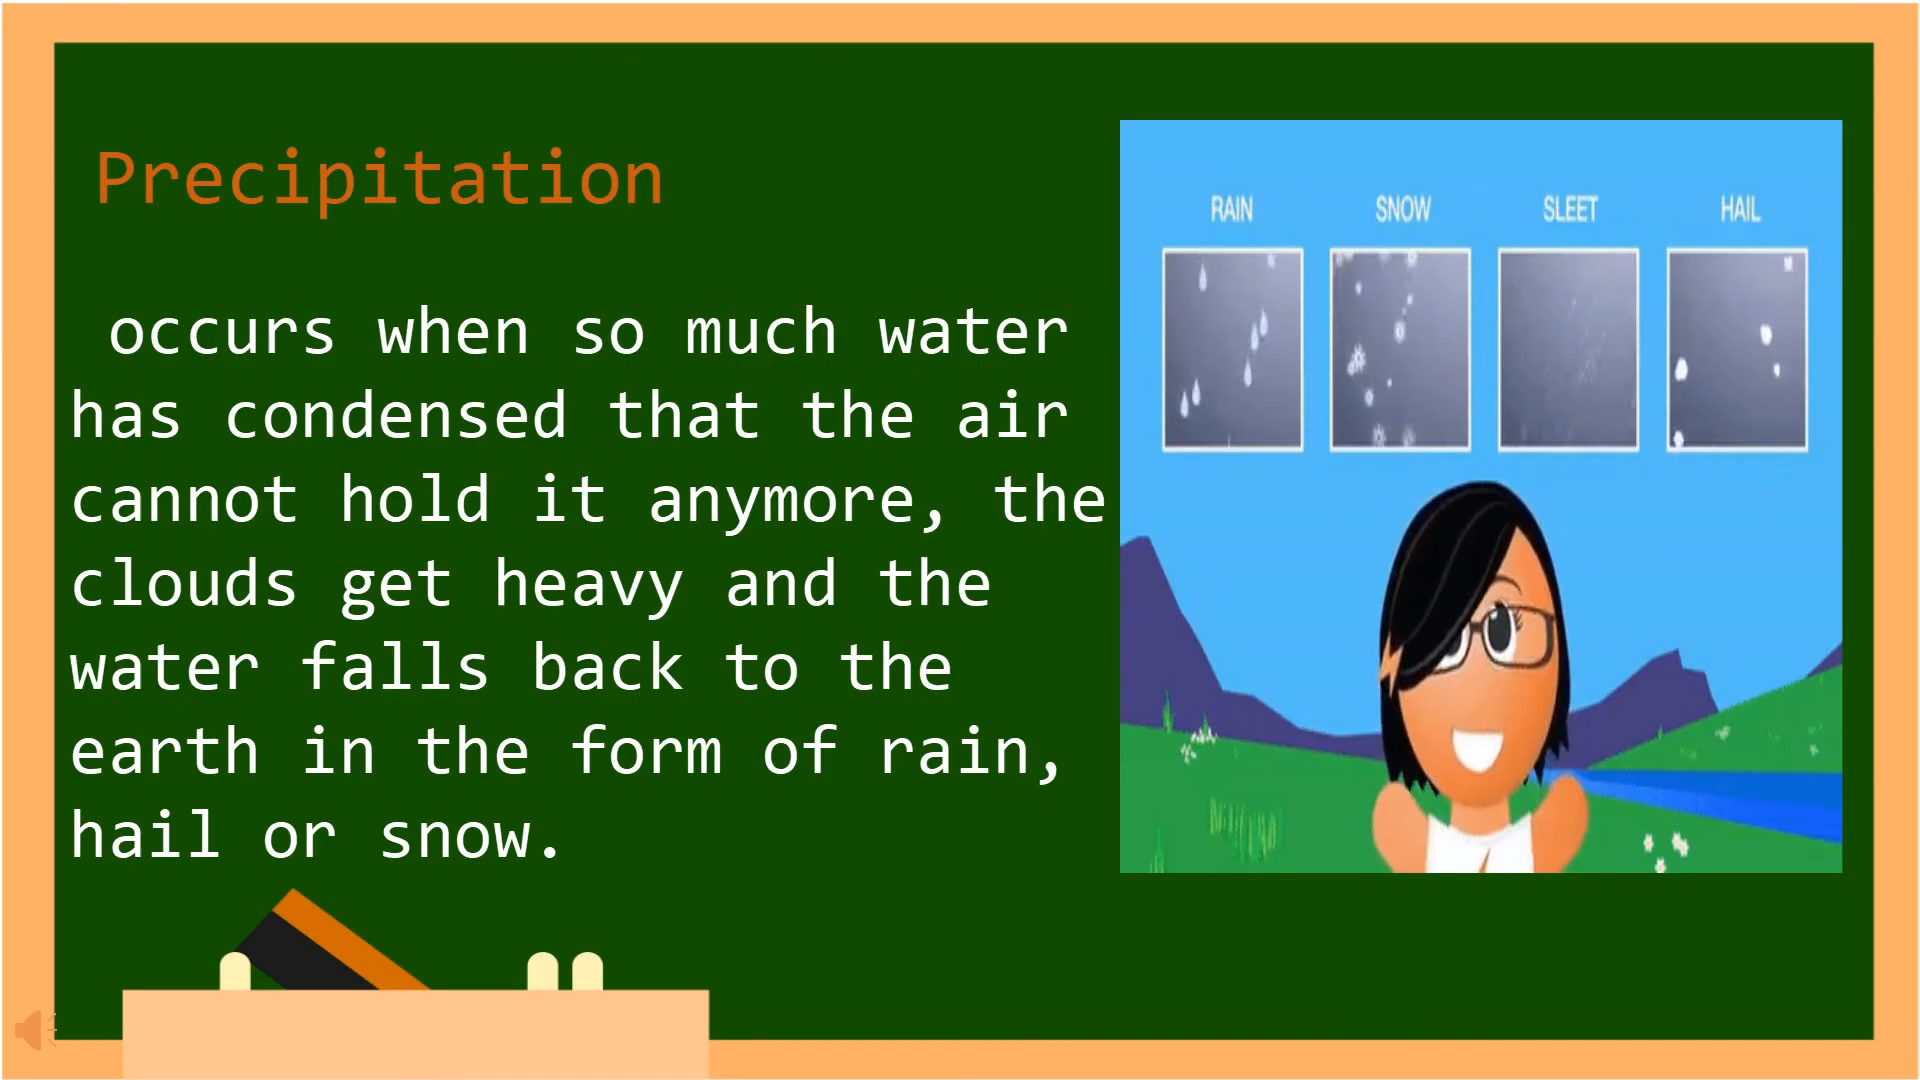 Precipitation
occurs when so much water
has condensed that the air
cannot hold it anymore, the
clouds get heavy and the
water falls back to the
earth in the form of rain,
hail or snow.
RAIN SNOW SLEET HAIL